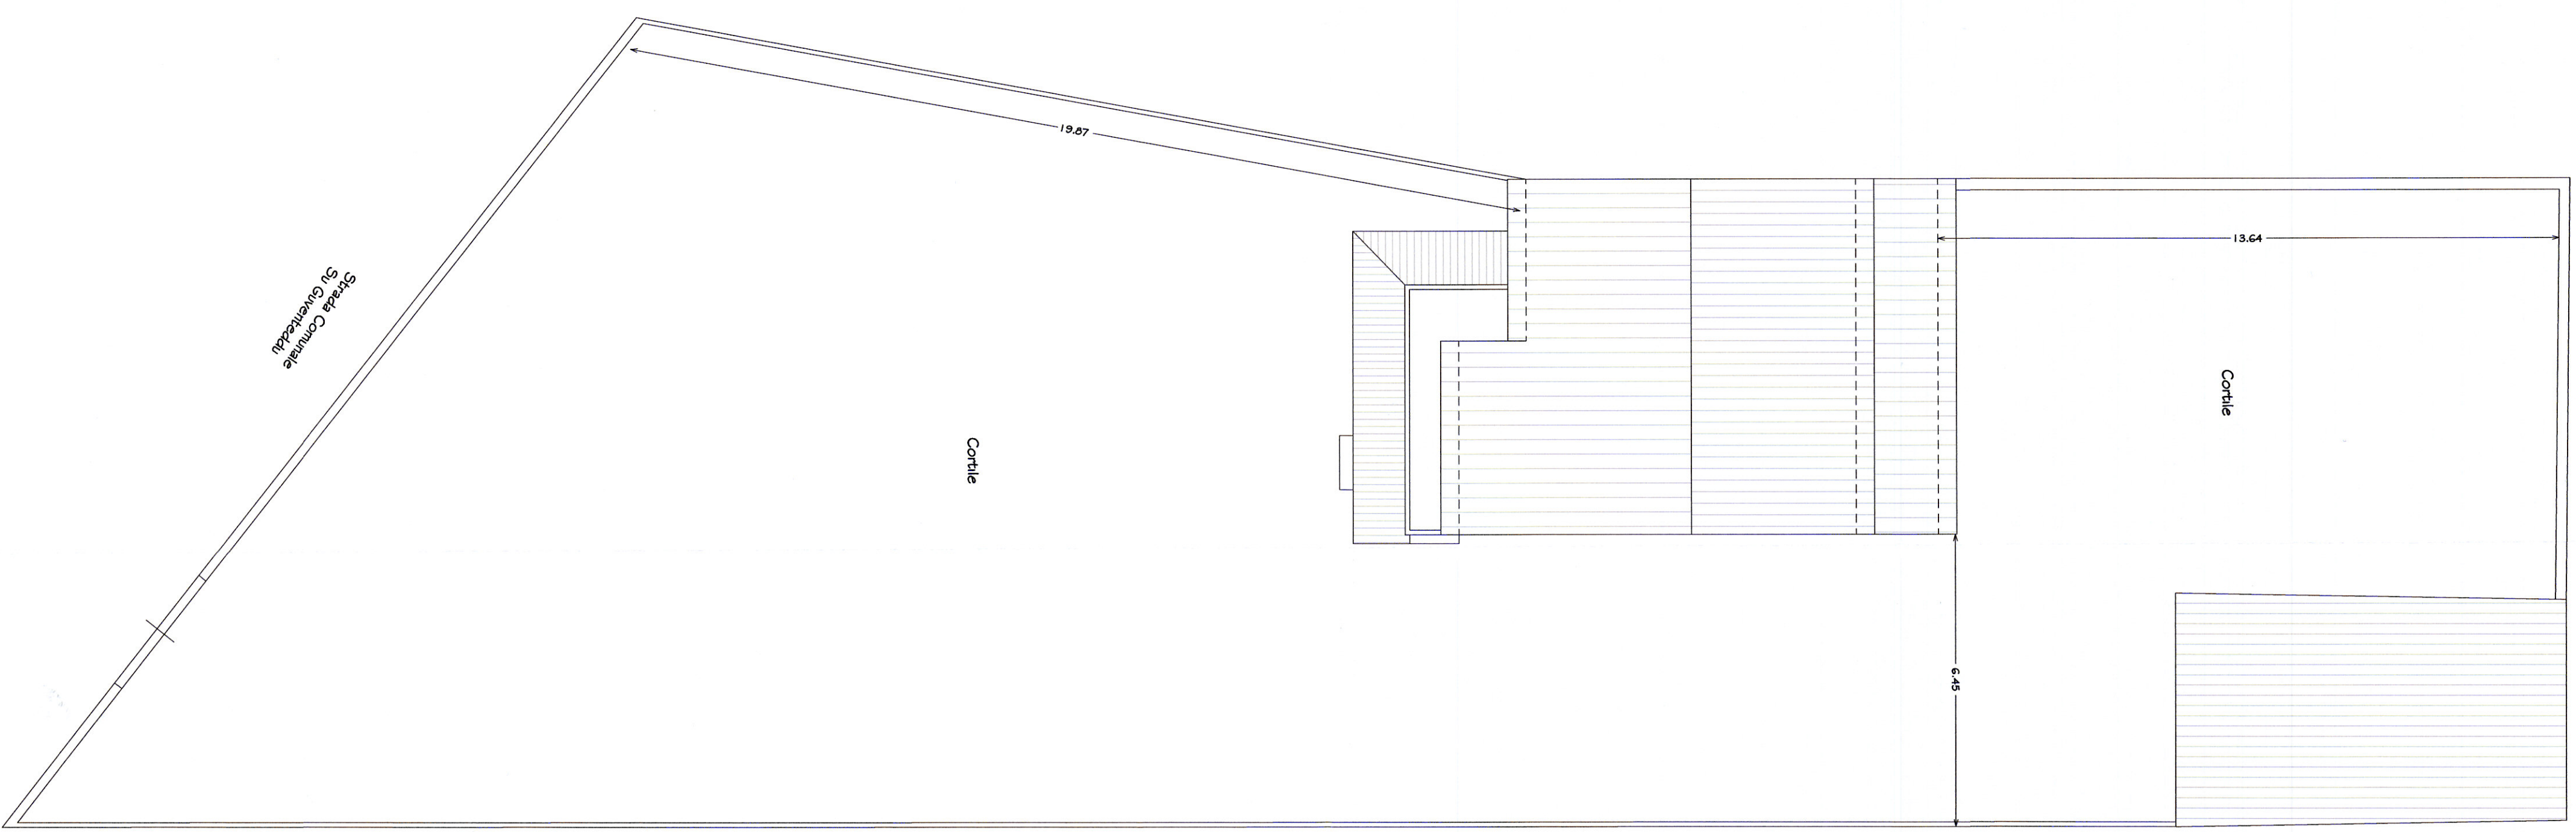 19.87
13.64
Strada Comunale
Su Guventeddu
Cortile
Cortile
6.45